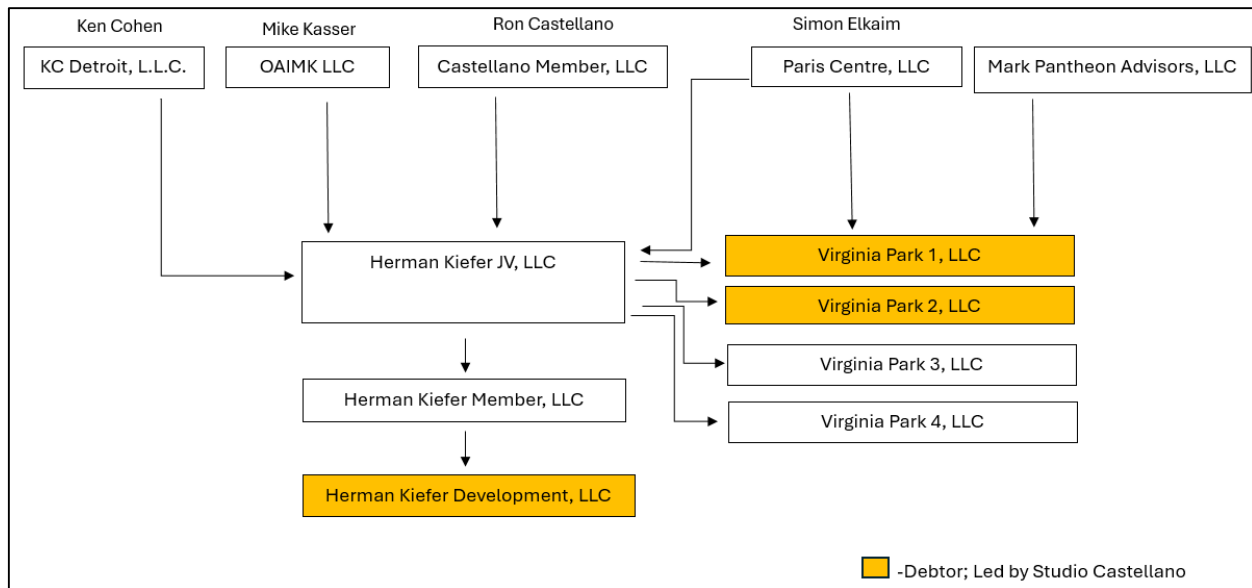 Ken Cohen
Mike Kasser
Ron Castellano
Simon Elkaim
KC Detroit, L.L.C.
OAIMK LLC
Castellano Member, LLC
Paris Centre, LLC
Mark Pantheon Advisors, LLC
Herman Kiefer JV, LLC
Virginia Park 1, LLC
Virginia Park 2, LLC
Virginia Park 3, LLC
Herman Kiefer Member, LLC
Virginia Park 4, LLC
Herman Kiefer Development, LLC
-Debtor; Led by Studio Castellano